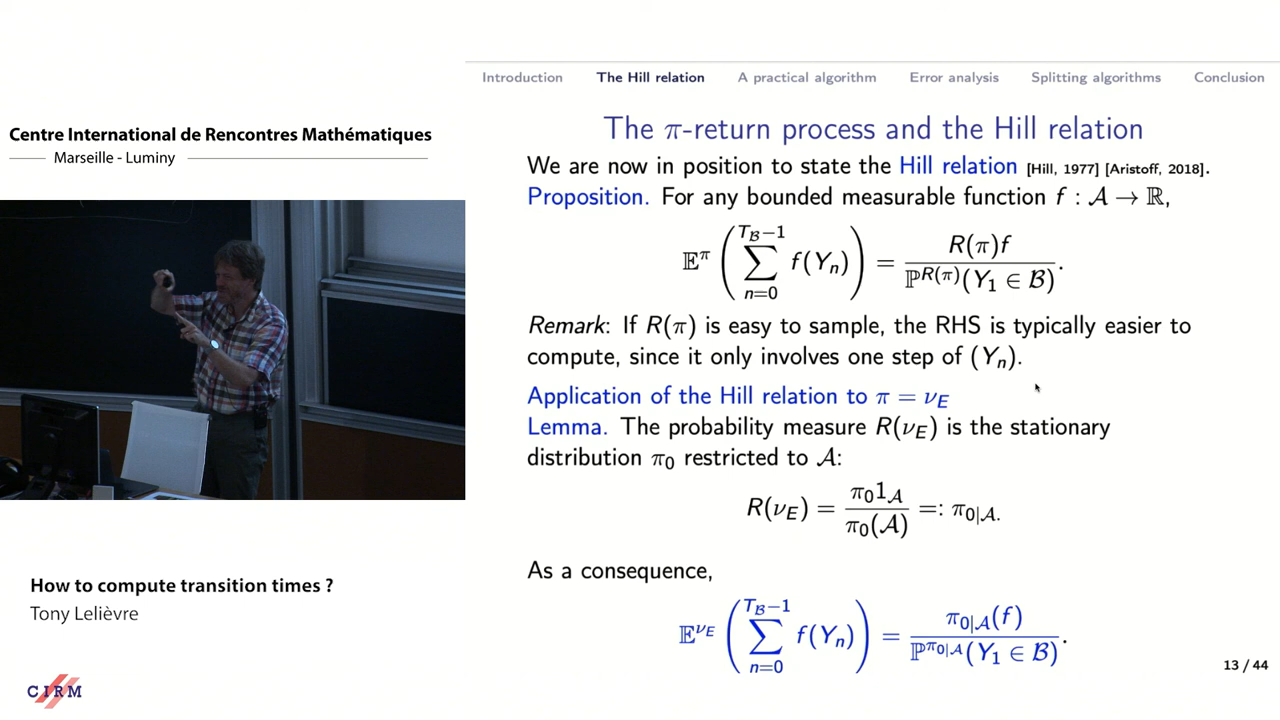 Introduction The Hill relation A practical algorithm Error analysis Splitting algorithms Conclusion
Centre International de Rencontres Mathématiques
Marseille - Luminy
The π-return process and the Hill relation
We are now in position to state the Hill relation [Hill, 1977] [Aristoff, 2018].
Proposition. For any bounded measurable function f : 𝒜 → ℝ,
𝔼^π ( ∑_{n=0}^{T_ℬ−1} f(Y_n) ) = R(π)f / ℙ^{R(π)}(Y_1 ∈ ℬ).
Remark: If R(π) is easy to sample, the RHS is typically easier to
compute, since it only involves one step of (Y_n).
Application of the Hill relation to π = ν_E
Lemma. The probability measure R(ν_E) is the stationary
distribution π_0 restricted to 𝒜:
R(ν_E) = π_0 1_𝒜 / π_0(𝒜) =: π_{0|𝒜}.
As a consequence,
𝔼^{ν_E} ( ∑_{n=0}^{T_ℬ−1} f(Y_n) ) = π_{0|𝒜}(f) / ℙ^{π_{0|𝒜}}(Y_1 ∈ ℬ).
13 / 44
How to compute transition times ?
Tony Lelièvre
CIRM